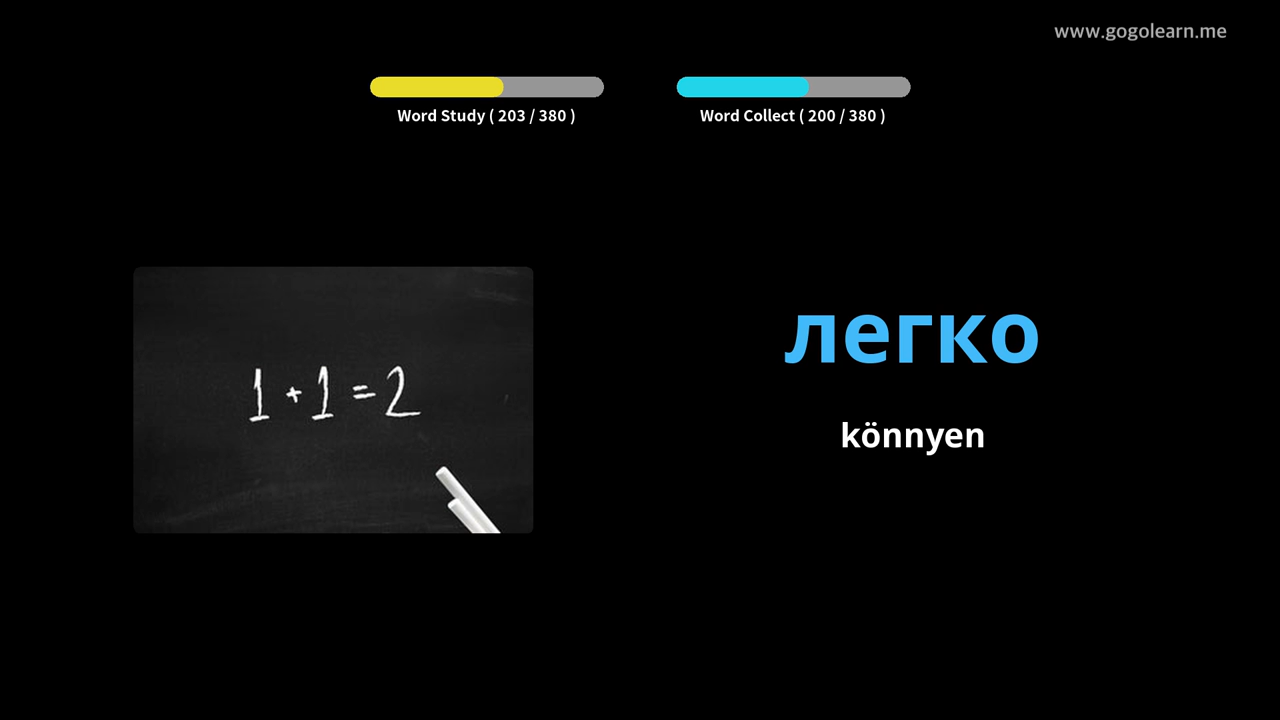 www.gogolearn.me
Word Study ( 203 / 380 )
Word Collect ( 200 / 380 )
1 + 1 = 2
легко
könnyen